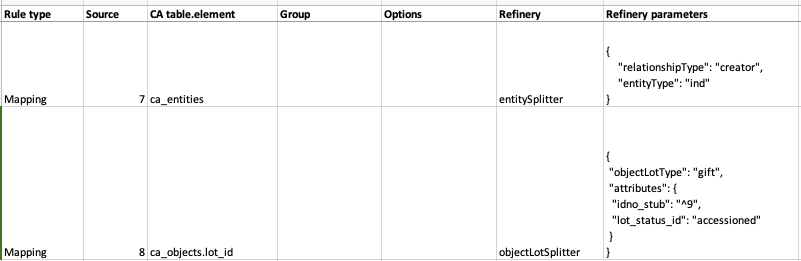 Rule type Source CA table.element Group Options Refinery Refinery parameters
{
"relationshipType": "creator",
"entityType": "ind"
Mapping 7 ca_entities entitySplitter }
{
"objectLotType": "gift",
"attributes": {
"idno_stub": "^9",
"lot_status_id": "accessioned"
}
Mapping 8 ca_objects.lot_id objectLotSplitter }